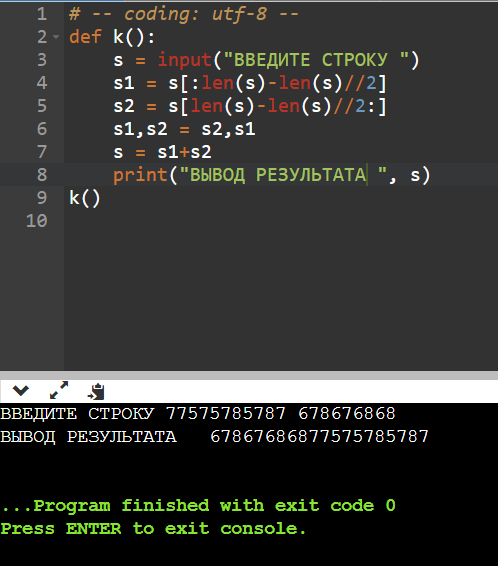 1 # -- coding: utf-8 --
2 def k():
3 s = input("ВВЕДИТЕ СТРОКУ ")
4 s1 = s[:len(s)-len(s)//2]
5 s2 = s[len(s)-len(s)//2:]
6 s1,s2 = s2,s1
7 s = s1+s2
8 print("ВЫВОД РЕЗУЛЬТАТА ", s)
9 k()
10
ВВЕДИТЕ СТРОКУ 77575785787 678676868
ВЫВОД РЕЗУЛЬТАТА   67867686877575785787
...Program finished with exit code 0
Press ENTER to exit console.